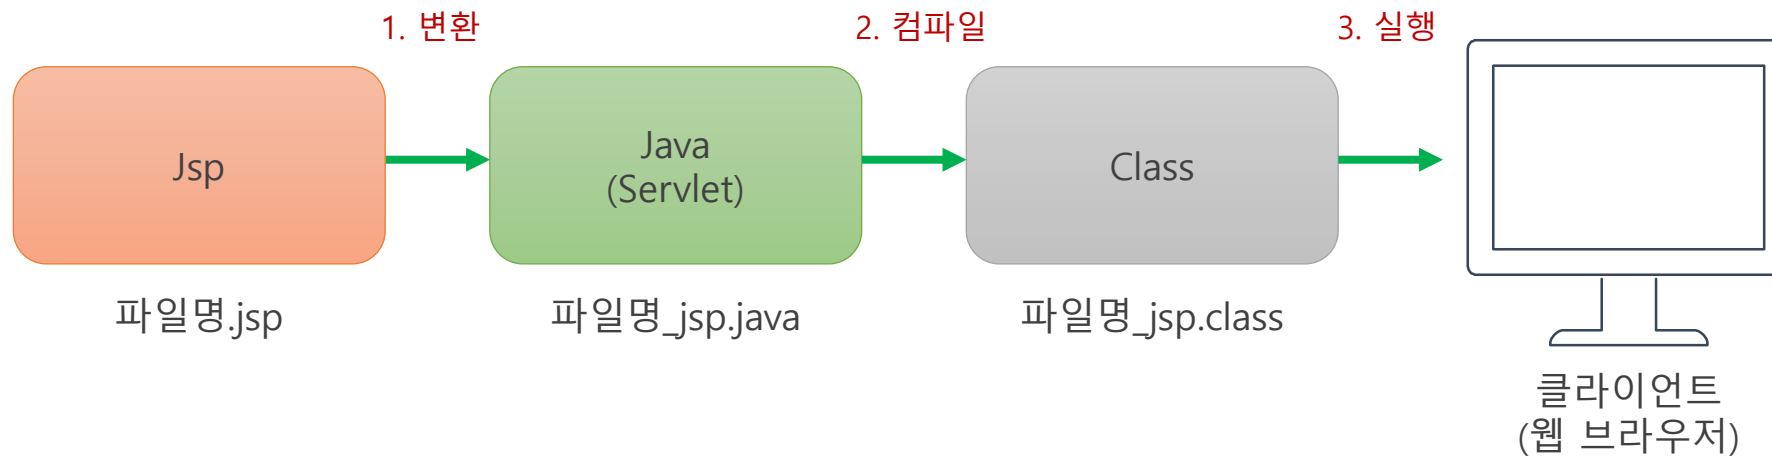 1. 변환
2. 컴파일
3. 실행
Jsp
Java
(Servlet)
Class
파일명.jsp
파일명_jsp.java
파일명_jsp.class
클라이언트
(웹 브라우저)